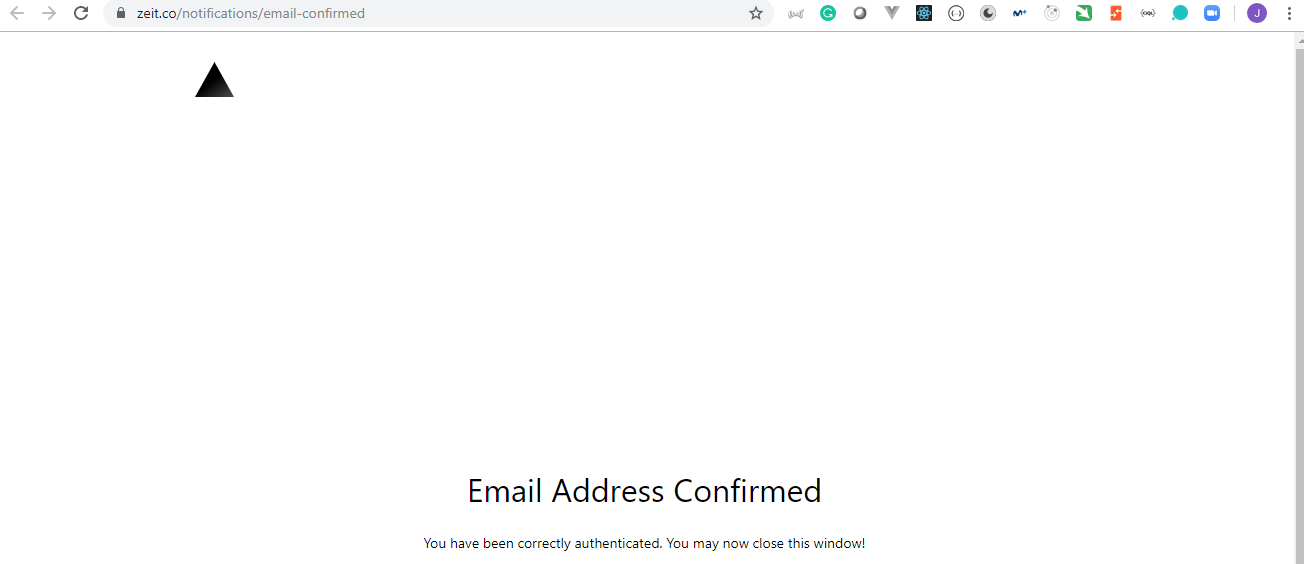 zeit.co/notifications/email-confirmed
J
Email Address Confirmed
You have been correctly authenticated. You may now close this window!